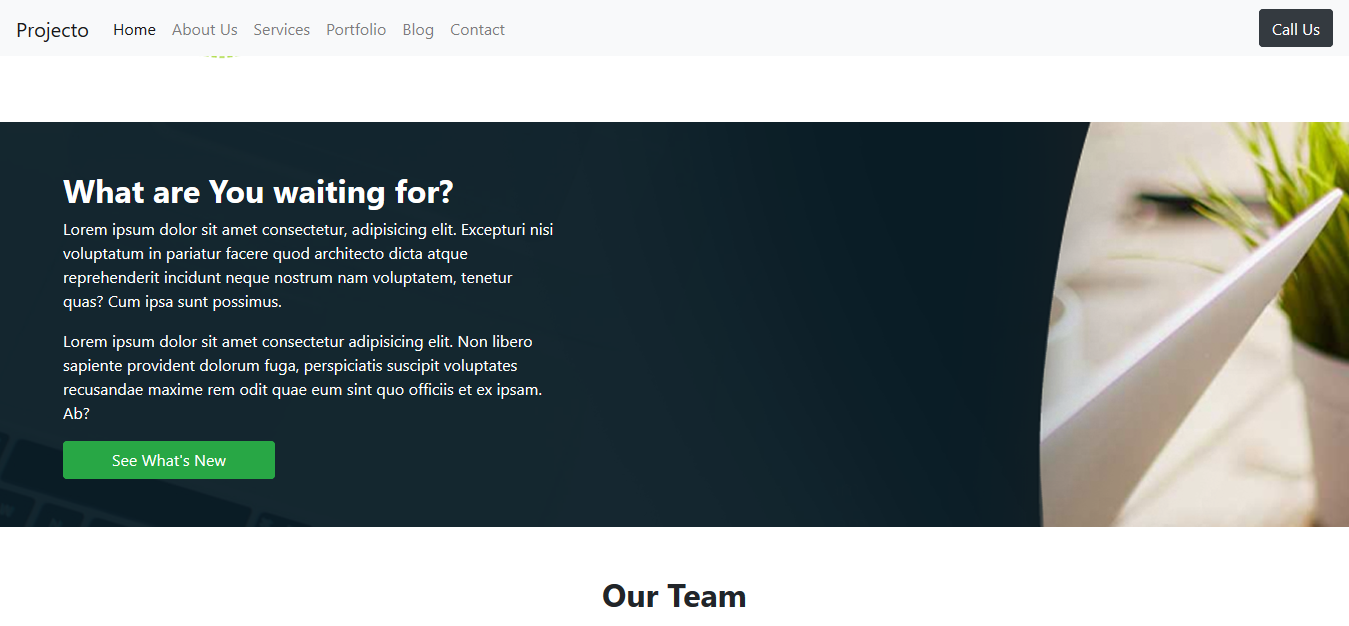 Projecto Home About Us Services Portfolio Blog Contact Call Us
What are You waiting for?
Lorem ipsum dolor sit amet consectetur, adipisicing elit. Excepturi nisi
voluptatum in pariatur facere quod architecto dicta atque
reprehenderit incidunt neque nostrum nam voluptatem, tenetur
quas? Cum ipsa sunt possimus.
Lorem ipsum dolor sit amet consectetur adipisicing elit. Non libero
sapiente provident dolorum fuga, perspiciatis suscipit voluptates
recusandae maxime rem odit quae eum sint quo officiis et ex ipsam.
Ab?
See What's New
Our Team